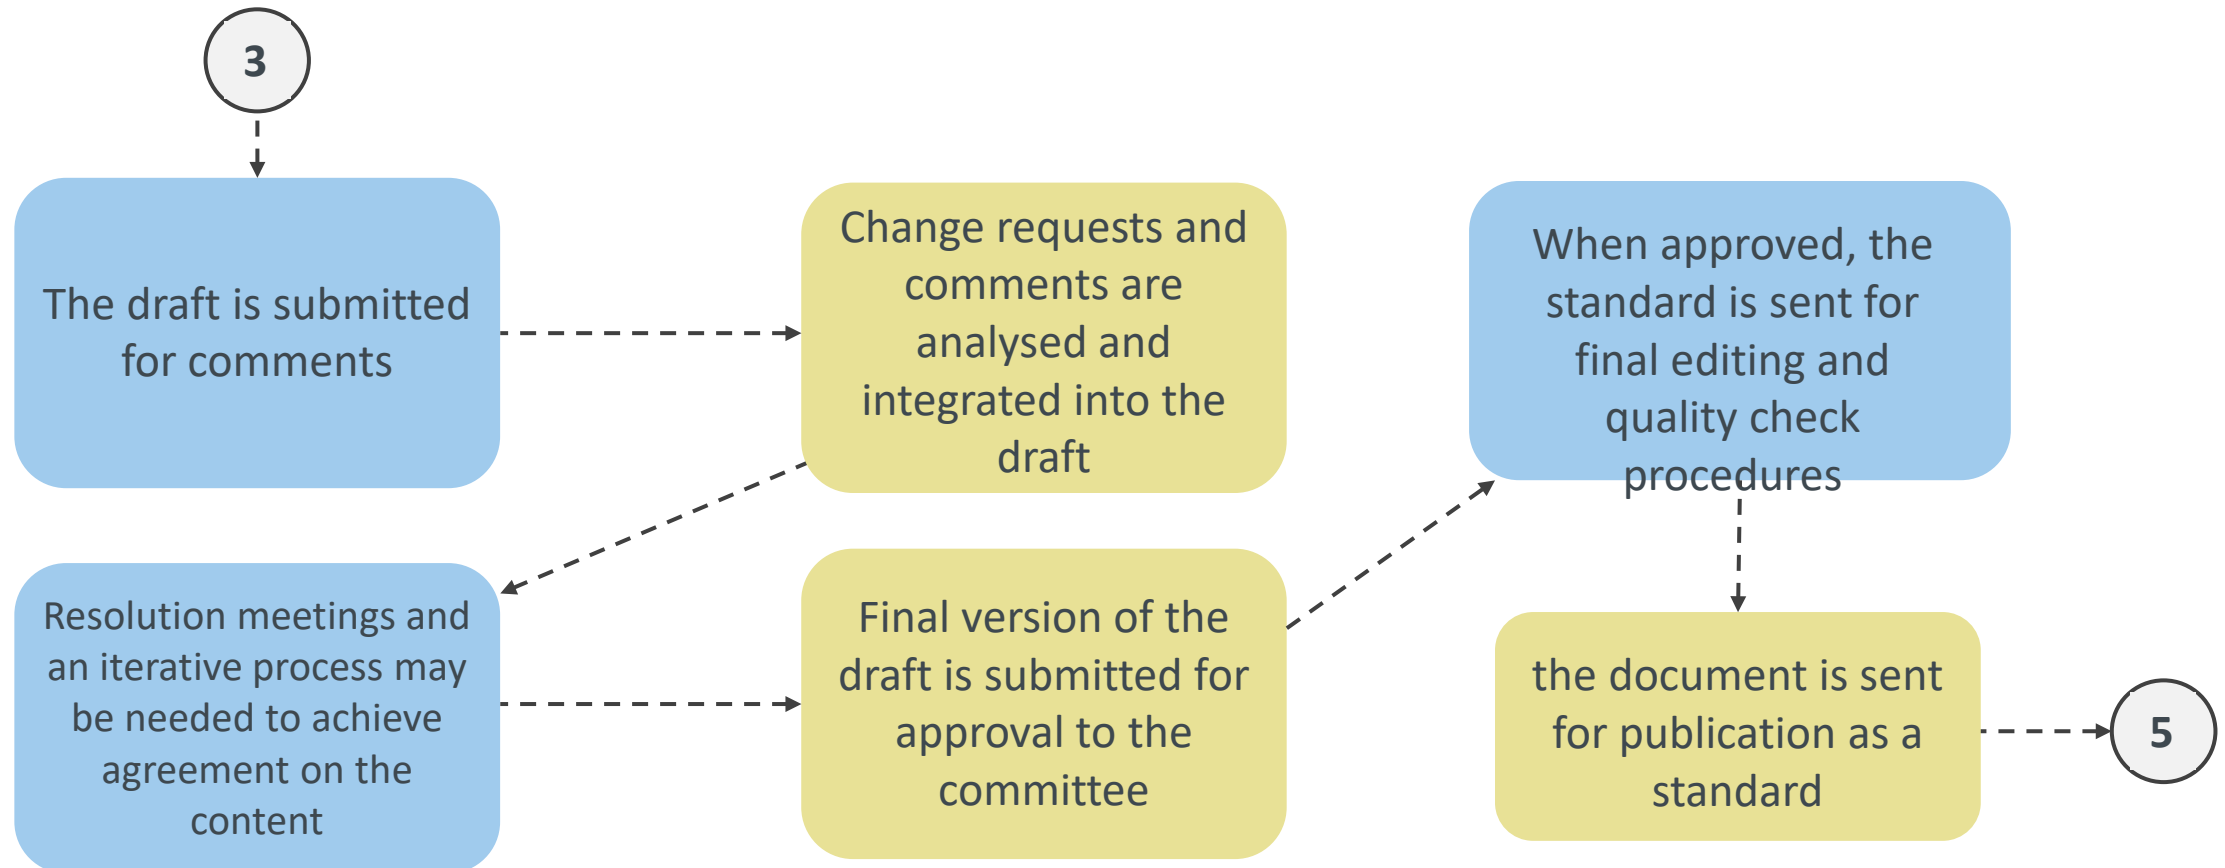 3
The draft is submitted
for comments
Change requests and
comments are
analysed and
integrated into the
draft
Resolution meetings and
an iterative process may
be needed to achieve
agreement on the
content
Final version of the
draft is submitted for
approval to the
committee
When approved, the
standard is sent for
final editing and
quality check
procedures
the document is sent
for publication as a
standard
5